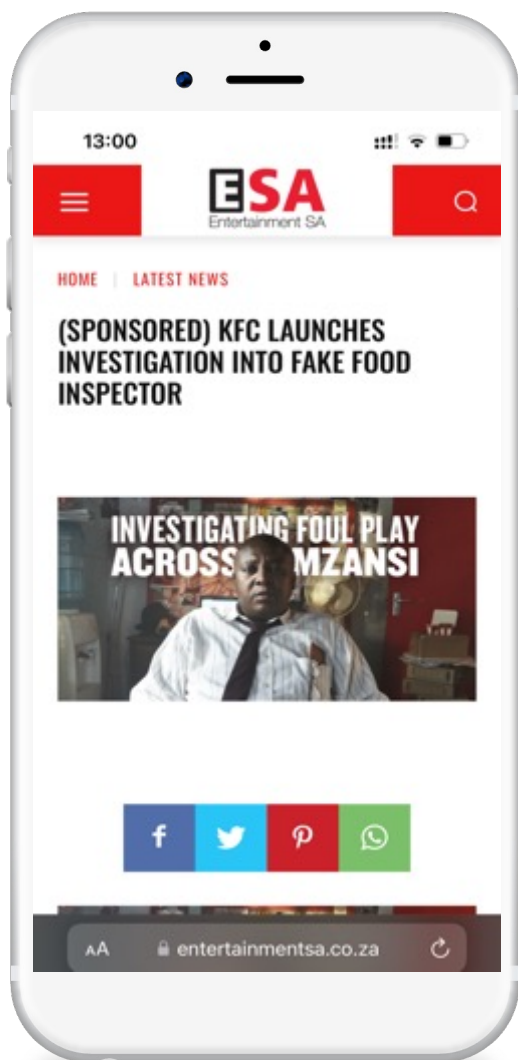 13:00
ESA
Entertainment SA
HOME | LATEST NEWS
(SPONSORED) KFC LAUNCHES
INVESTIGATION INTO FAKE FOOD
INSPECTOR
INVESTIGATING FOUL PLAY
ACROSS MZANSI
AA entertainmentsa.co.za